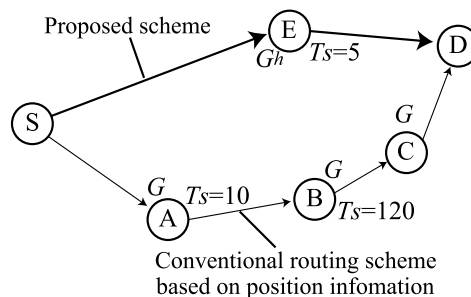 Proposed scheme
E
D
Gh Ts=5
S
G
C
G
G Ts=10
B
A
Ts=120
Conventional routing scheme
based on position infomation